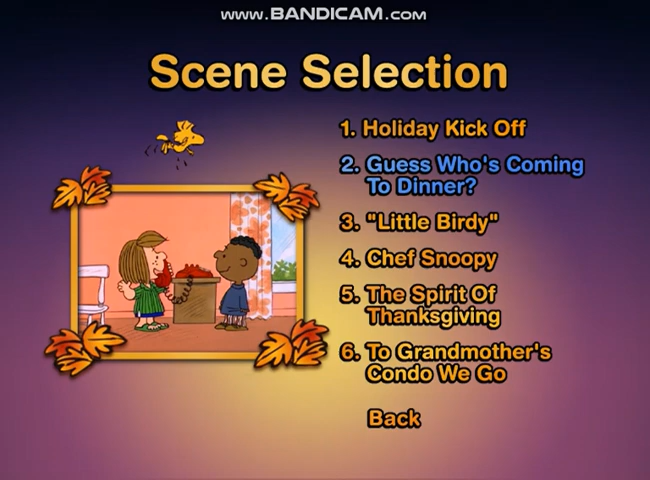 www.BANDICAM.com
Scene Selection
1. Holiday Kick Off
2. Guess Who's Coming
To Dinner?
3. "Little Birdy"
4. Chef Snoopy
5. The Spirit Of
Thanksgiving
6. To Grandmother's
Condo We Go
Back